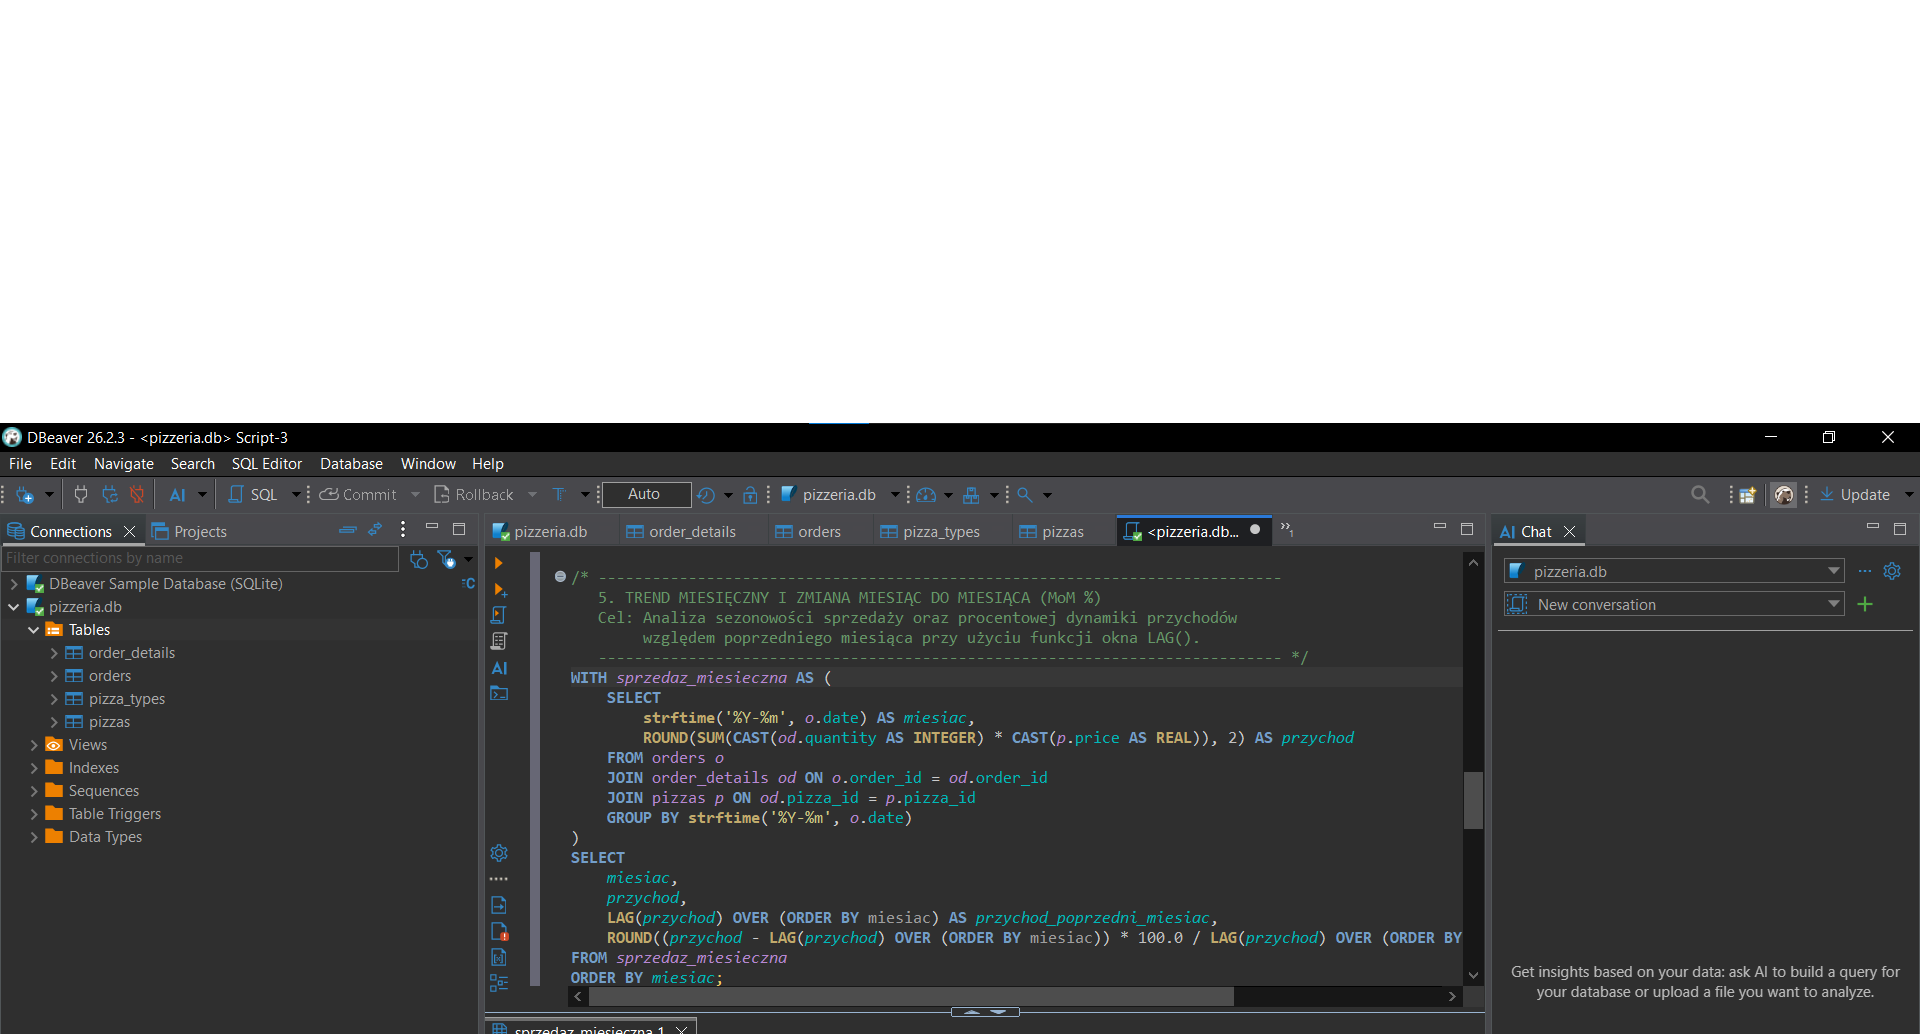 DBeaver 26.2.3 - <pizzeria.db> Script-3
File Edit Navigate Search SQL Editor Database Window Help
AI SQL Commit Rollback T Auto pizzeria.db Update
Connections Projects
pizzeria.db order_details orders pizza_types pizzas <pizzeria.db... »1
AI Chat
Filter connections by name
DBeaver Sample Database (SQLite)
pizzeria.db
Tables
order_details
orders
pizza_types
pizzas
Views
Indexes
Sequences
Table Triggers
Data Types
AI
/* ----------------------------------------------------------------------------
5. TREND MIESIĘCZNY I ZMIANA MIESIĄC DO MIESIĄCA (MoM %)
Cel: Analiza sezonowości sprzedaży oraz procentowej dynamiki przychodów
względem poprzedniego miesiąca przy użyciu funkcji okna LAG().
---------------------------------------------------------------------------- */
WITH sprzedaz_miesieczna AS (
SELECT
strftime('%Y-%m', o.date) AS miesiac,
ROUND(SUM(CAST(od.quantity AS INTEGER) * CAST(p.price AS REAL)), 2) AS przychod
FROM orders o
JOIN order_details od ON o.order_id = od.order_id
JOIN pizzas p ON od.pizza_id = p.pizza_id
GROUP BY strftime('%Y-%m', o.date)
)
SELECT
miesiac,
przychod,
LAG(przychod) OVER (ORDER BY miesiac) AS przychod_poprzedni_miesiac,
ROUND((przychod - LAG(przychod) OVER (ORDER BY miesiac)) * 100.0 / LAG(przychod) OVER (ORDER BY
FROM sprzedaz_miesieczna
ORDER BY miesiac;
sprzedaz_miesieczna 1
pizzeria.db
New conversation
Get insights based on your data: ask AI to build a query for
your database or upload a file you want to analyze.